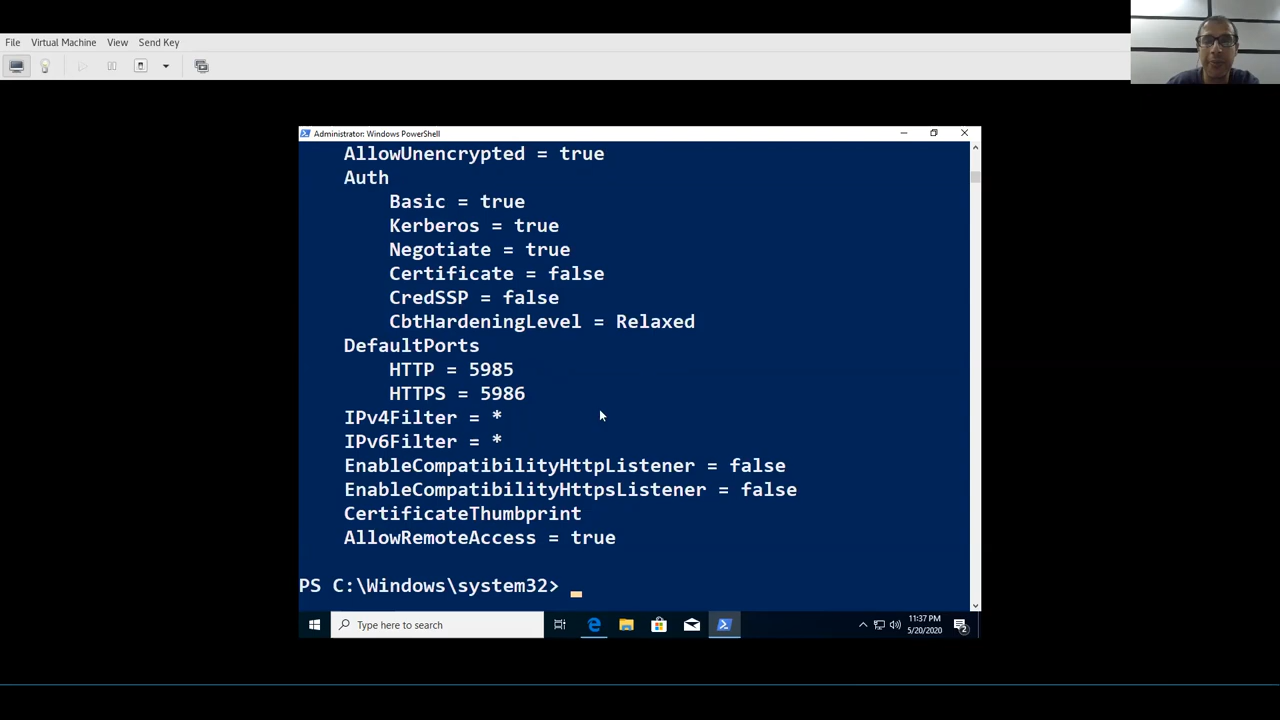 File Virtual Machine View Send Key
Administrator: Windows PowerShell
AllowUnencrypted = true
Auth
Basic = true
Kerberos = true
Negotiate = true
Certificate = false
CredSSP = false
CbtHardeningLevel = Relaxed
DefaultPorts
HTTP = 5985
HTTPS = 5986
IPv4Filter = *
IPv6Filter = *
EnableCompatibilityHttpListener = false
EnableCompatibilityHttpsListener = false
CertificateThumbprint
AllowRemoteAccess = true
PS C:\Windows\system32>
Type here to search
11:37 PM
5/20/2020
2